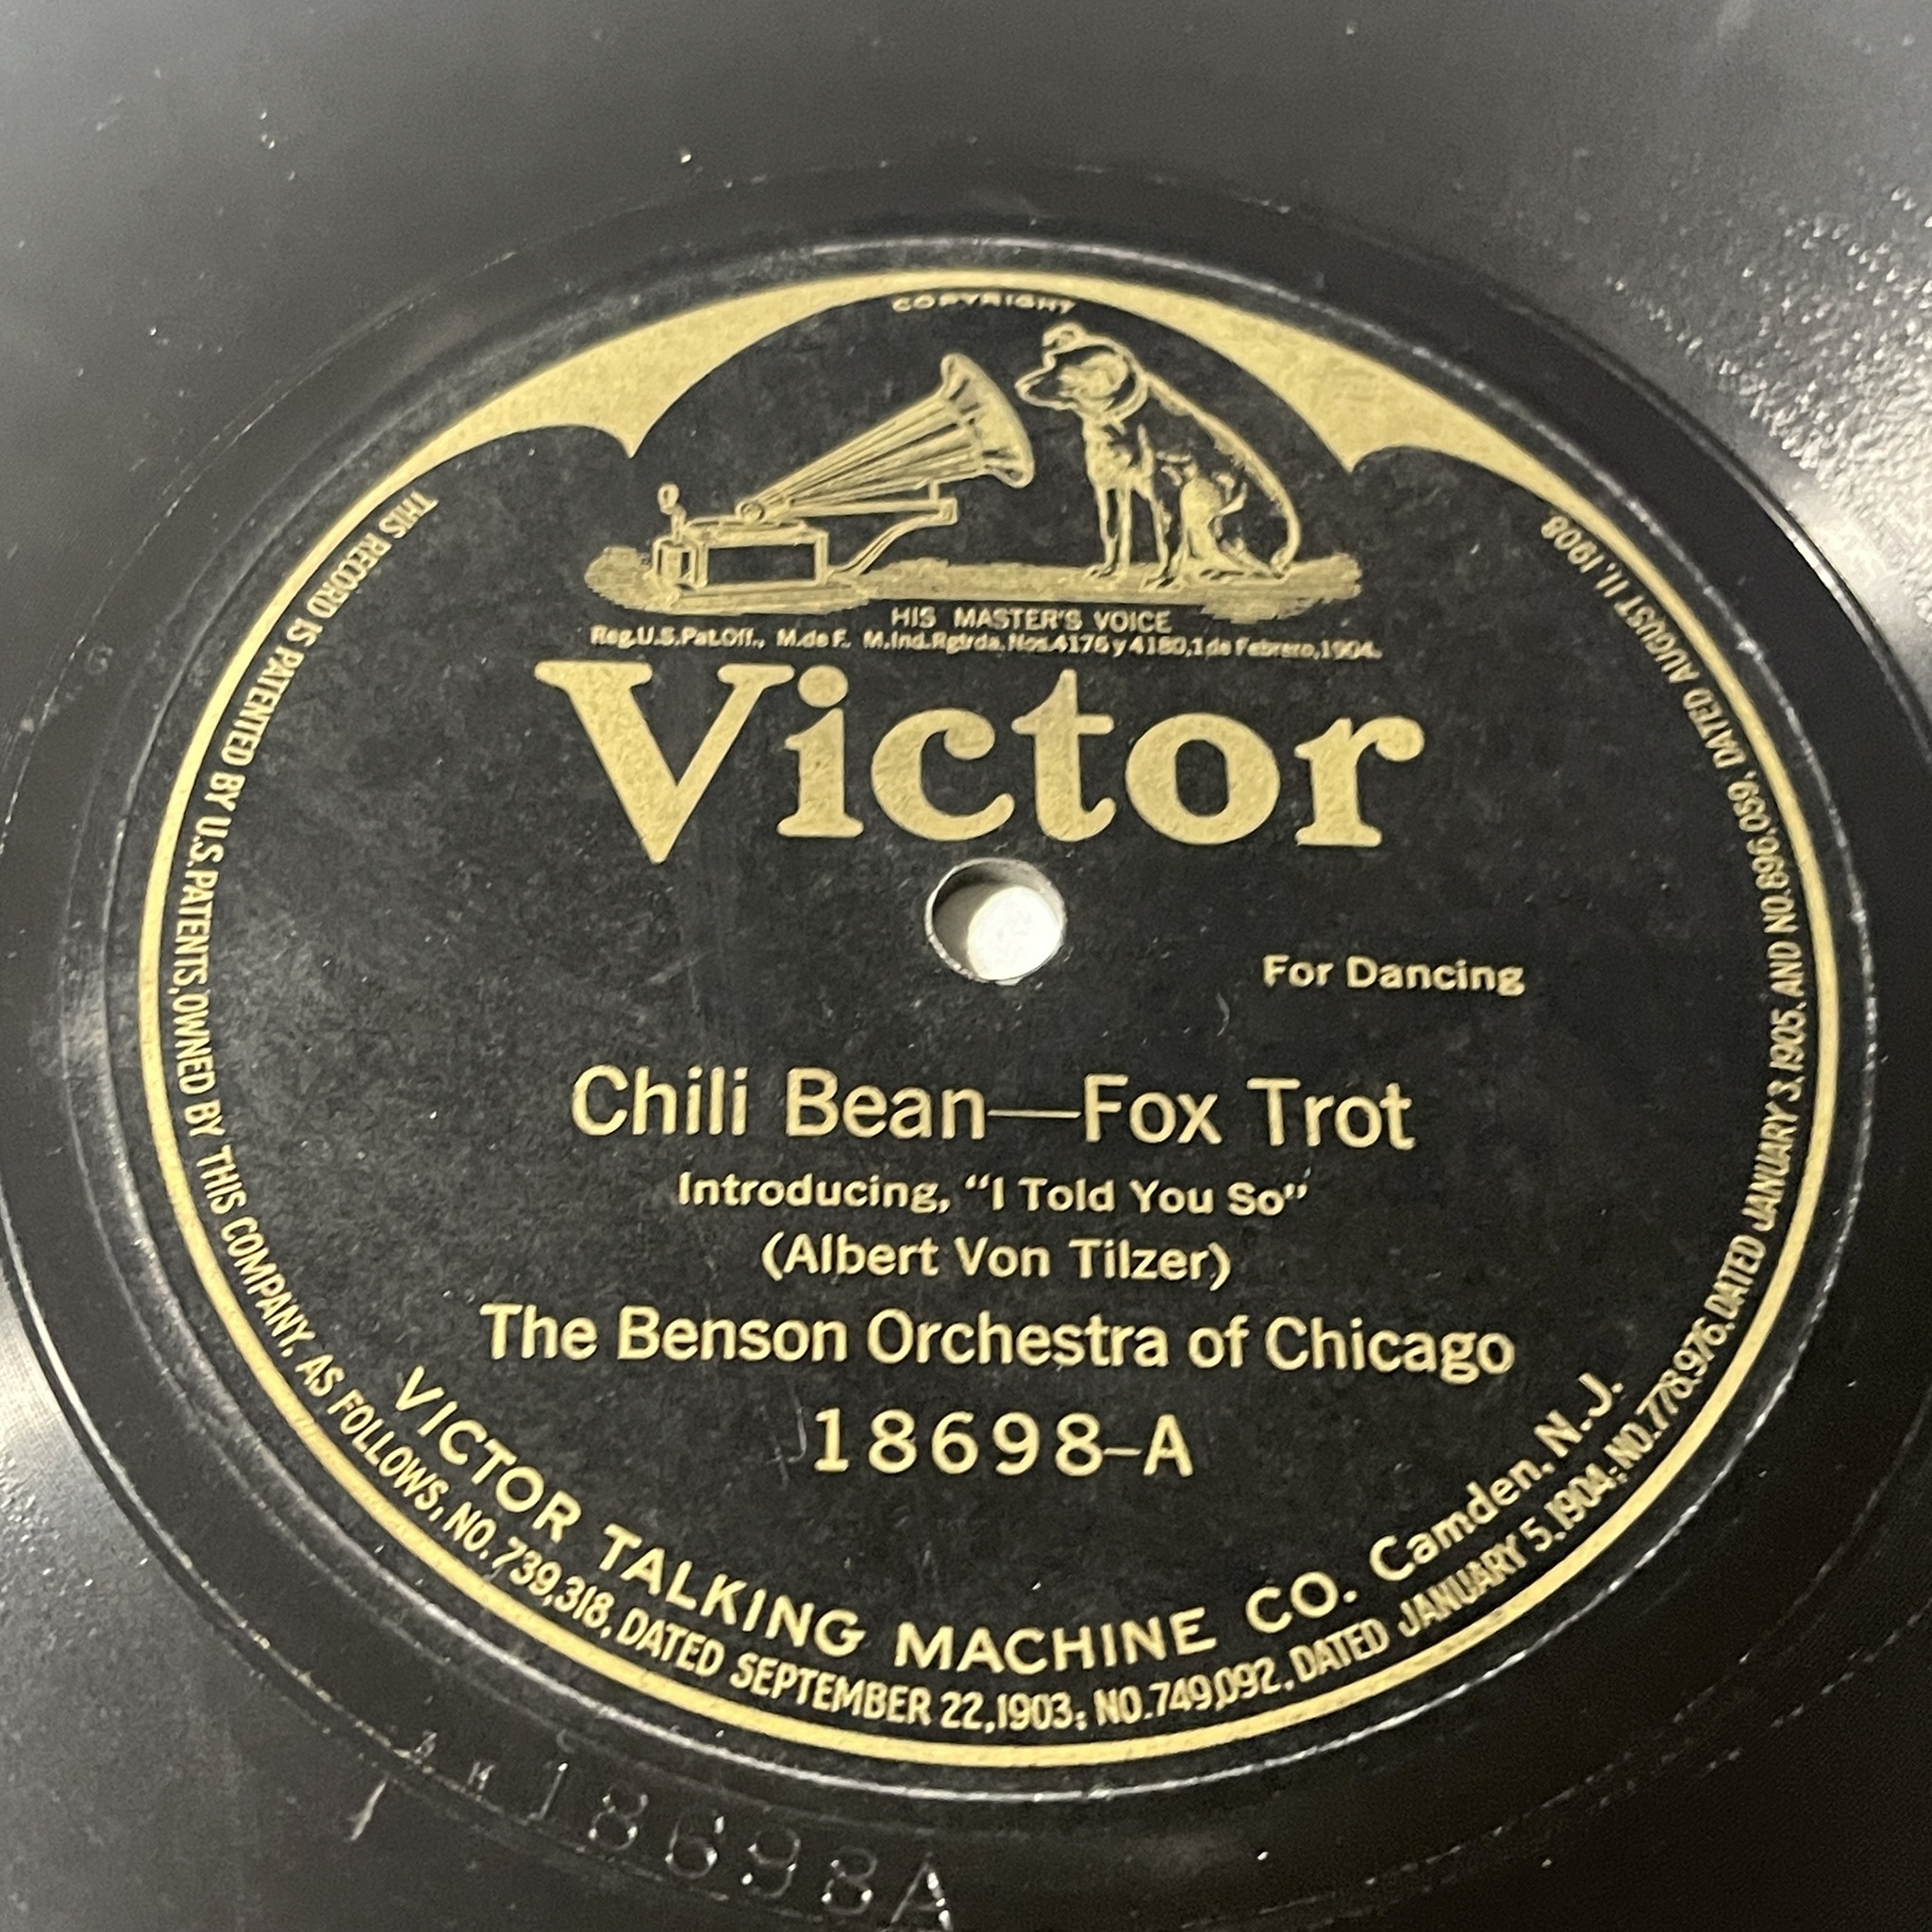 COPYRIGHT
HIS MASTER'S VOICE
Reg.U.S.Pat.Off., M.de F. M.Ind.Rgtrda.Nos.4176 y 4180,1 de Febrero,1904.
Victor
For Dancing
Chili Bean—Fox Trot
Introducing, “I Told You So”
(Albert Von Tilzer)
The Benson Orchestra of Chicago
18698-A
VICTOR TALKING MACHINE CO. Camden, N.J.
THIS RECORD IS PATENTED BY U.S.PATENTS,OWNED BY THIS COMPANY, AS FOLLOWS, NO.739,318, DATED SEPTEMBER 22,1903; NO.749,092, DATED JANUARY 5,1904; NO.778,976, DATED JANUARY 3,1905. AND NO.896,059, DATED AUGUST 11,1908
18698A